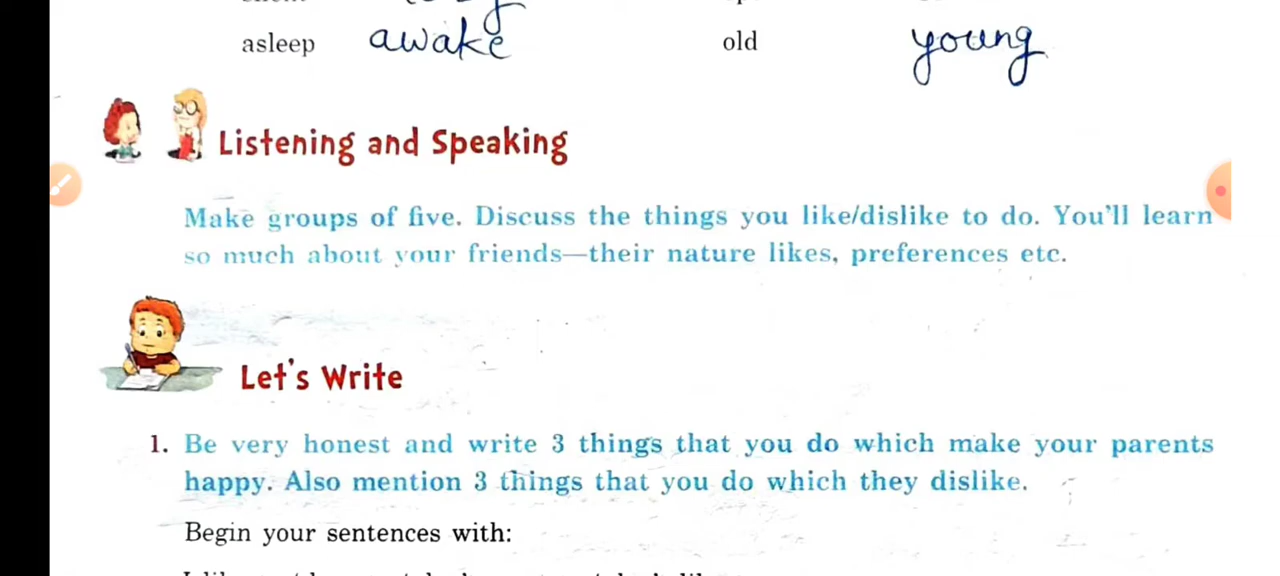 asleep awake old young
Listening and Speaking
Make groups of five. Discuss the things you like/dislike to do. You'll learn
so much about your friends—their nature likes, preferences etc.
Let's Write
1. Be very honest and write 3 things that you do which make your parents
happy. Also mention 3 things that you do which they dislike.
Begin your sentences with: